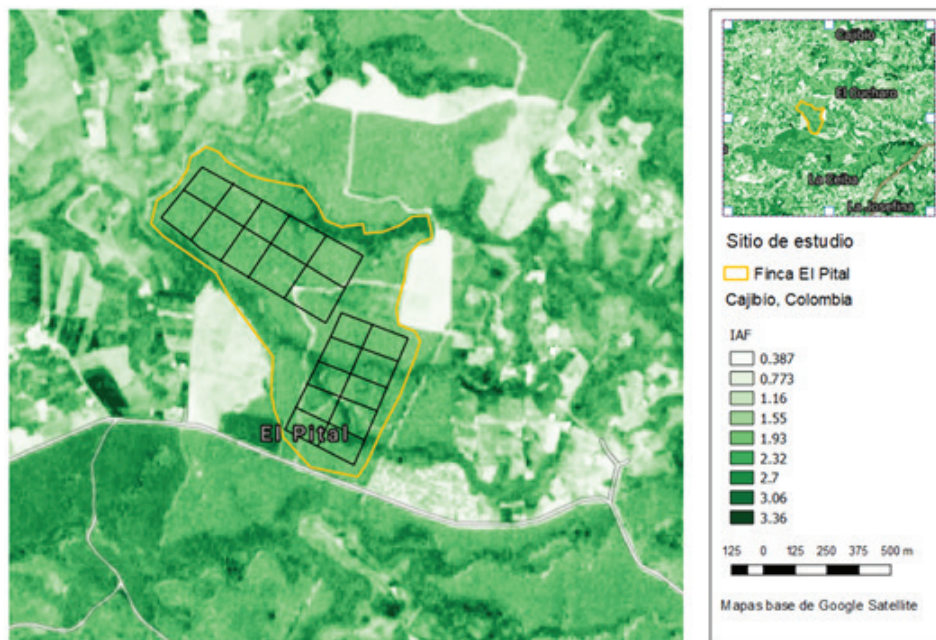 El Pital
Cajibío
El Cucharo
La Ceiba
La Josefina
Sitio de estudio
Finca El Pital
Cajibio, Colombia
IAF
0.387
0.773
1.16
1.55
1.93
2.32
2.7
3.06
3.36
125 0 125 250 375 500 m
Mapas base de Google Satellite